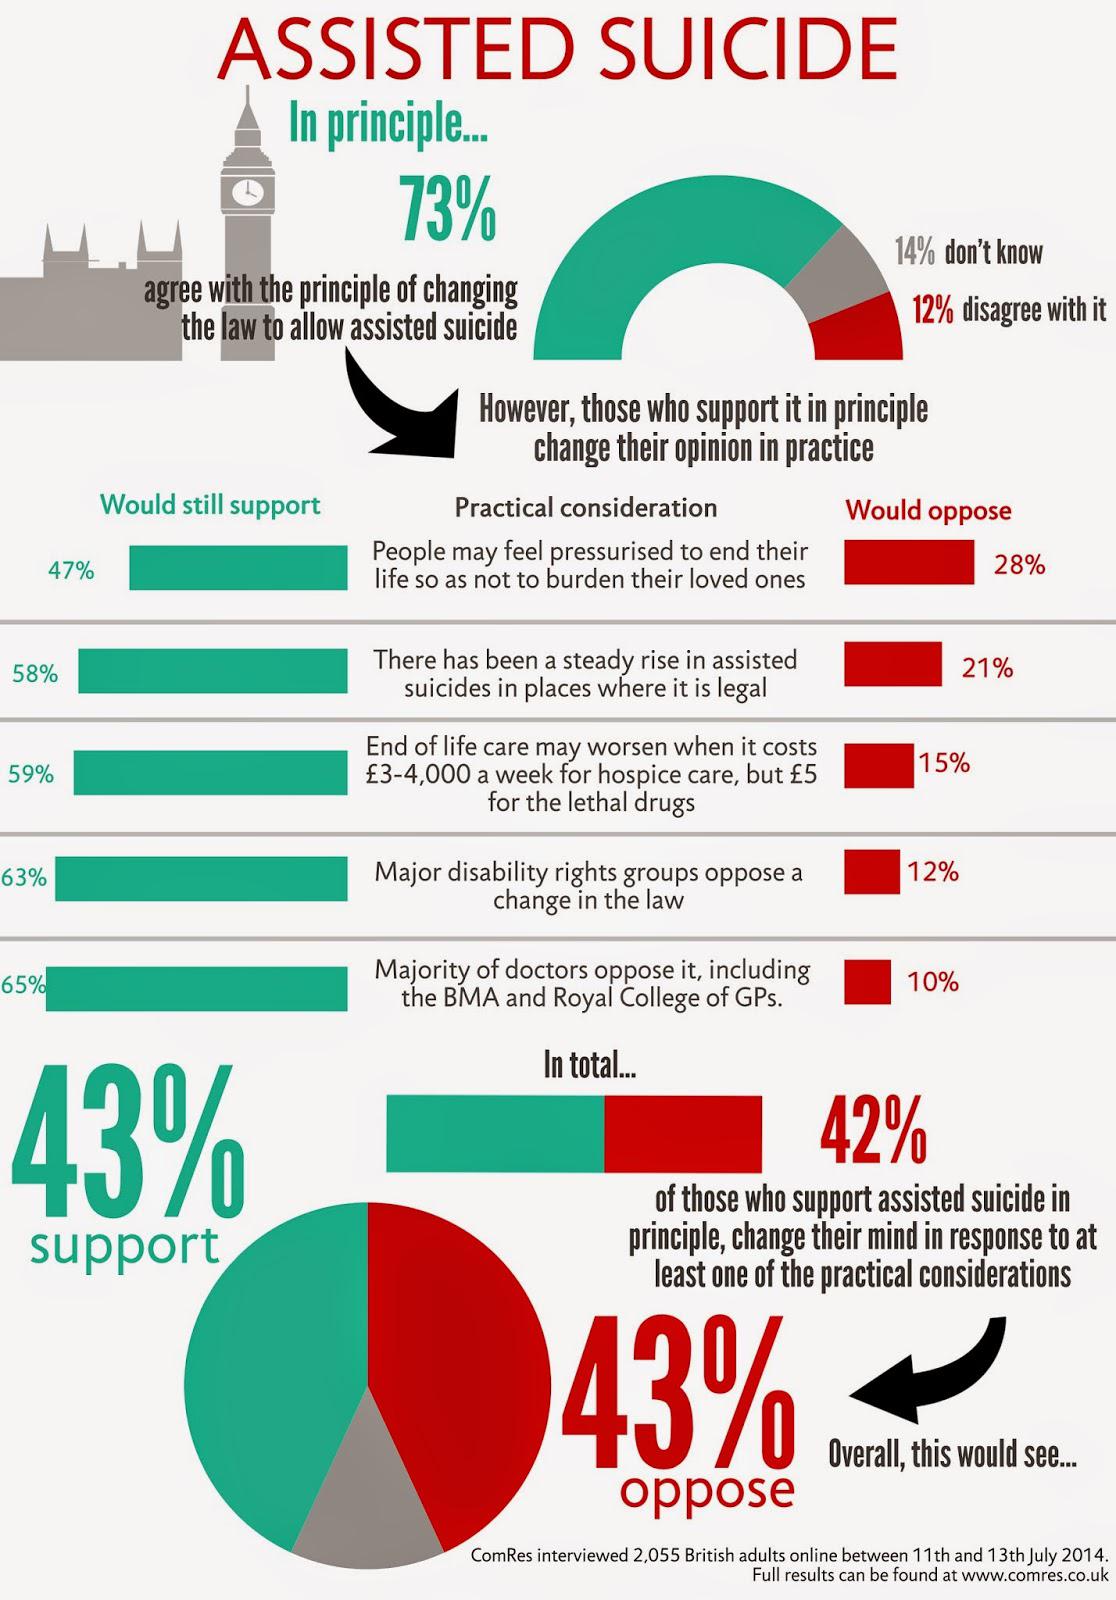 ASSISTED SUICIDE
In principle...
73%
agree with the principle of changing
the law to allow assisted suicide
14% don't know
12% disagree with it
However, those who support it in principle
change their opinion in practice
Would still support
Practical consideration
Would oppose
47%
People may feel pressurised to end their
life so as not to burden their loved ones
28%
58%
There has been a steady rise in assisted
suicides in places where it is legal
21%
59%
End of life care may worsen when it costs
£3-4,000 a week for hospice care, but £5
for the lethal drugs
15%
63%
Major disability rights groups oppose a
change in the law
12%
65%
Majority of doctors oppose it, including
the BMA and Royal College of GPs.
10%
43%
support
In total...
42%
of those who support assisted suicide in
principle, change their mind in response to at
least one of the practical considerations
43%
oppose
Overall, this would see...
ComRes interviewed 2,055 British adults online between 11th and 13th July 2014.
Full results can be found at www.comres.co.uk